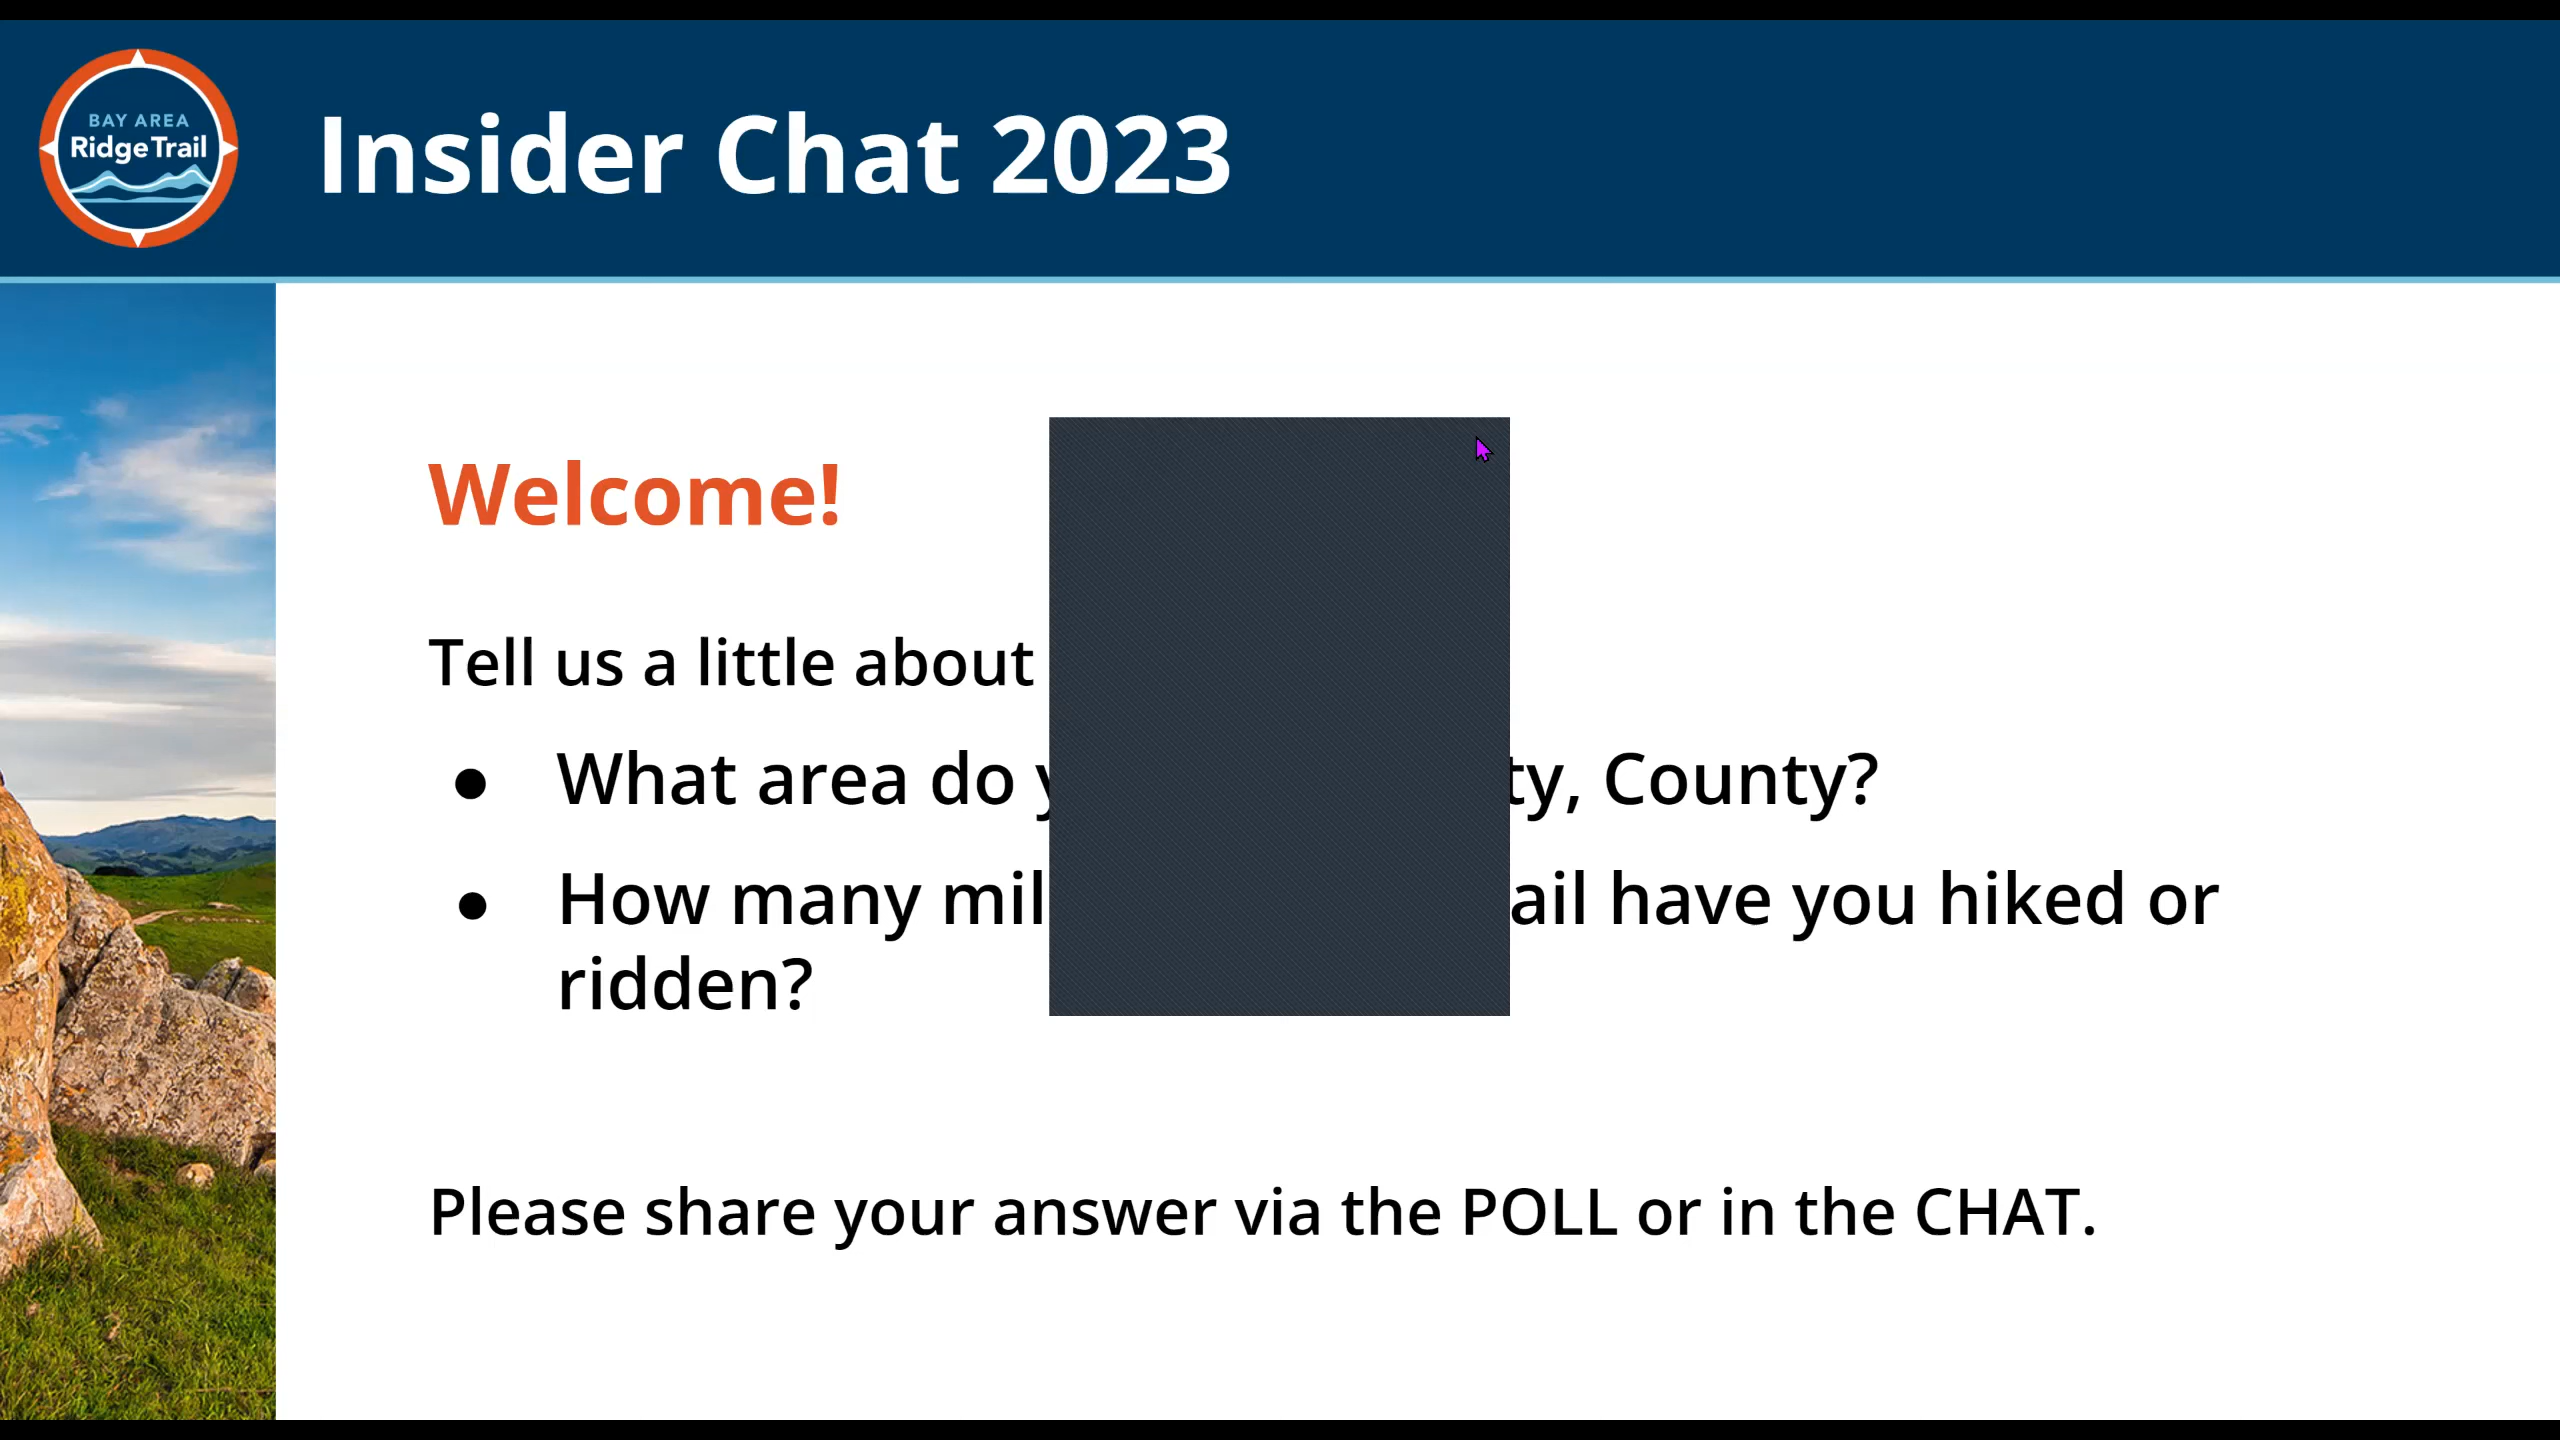 BAY AREA
Ridge Trail
Insider Chat 2023
Welcome!
Tell us a little about
● What area do ty, County?
● How many mil ail have you hiked or
ridden?
Please share your answer via the POLL or in the CHAT.